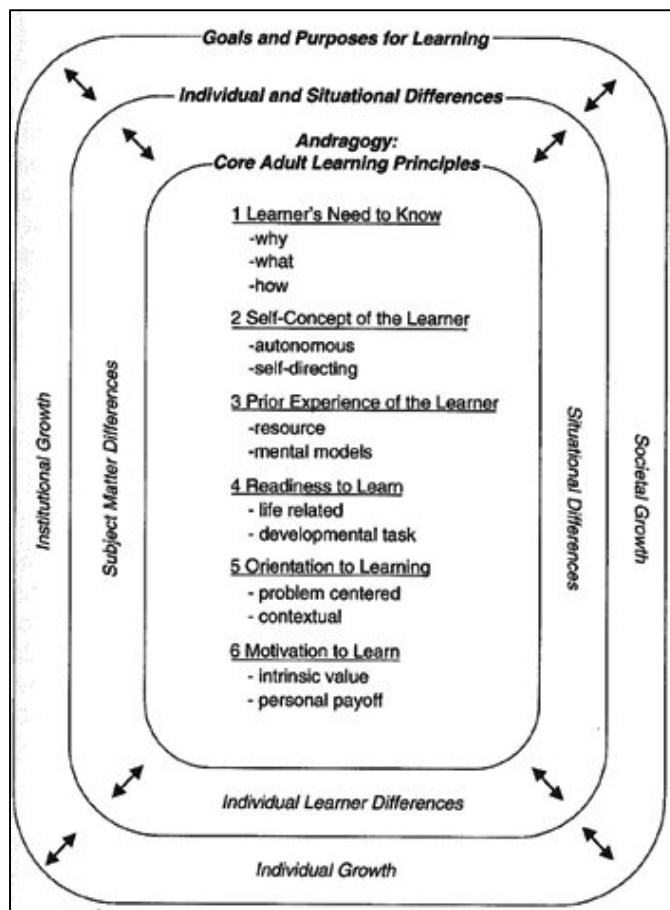 Goals and Purposes for Learning
Individual and Situational Differences
Andragogy:
Core Adult Learning Principles
1 Learner's Need to Know
-why
-what
-how
2 Self-Concept of the Learner
-autonomous
-self-directing
3 Prior Experience of the Learner
-resource
-mental models
4 Readiness to Learn
- life related
- developmental task
5 Orientation to Learning
- problem centered
- contextual
6 Motivation to Learn
- intrinsic value
- personal payoff
Institutional Growth
Subject Matter Differences
Situational Differences
Societal Growth
Individual Learner Differences
Individual Growth